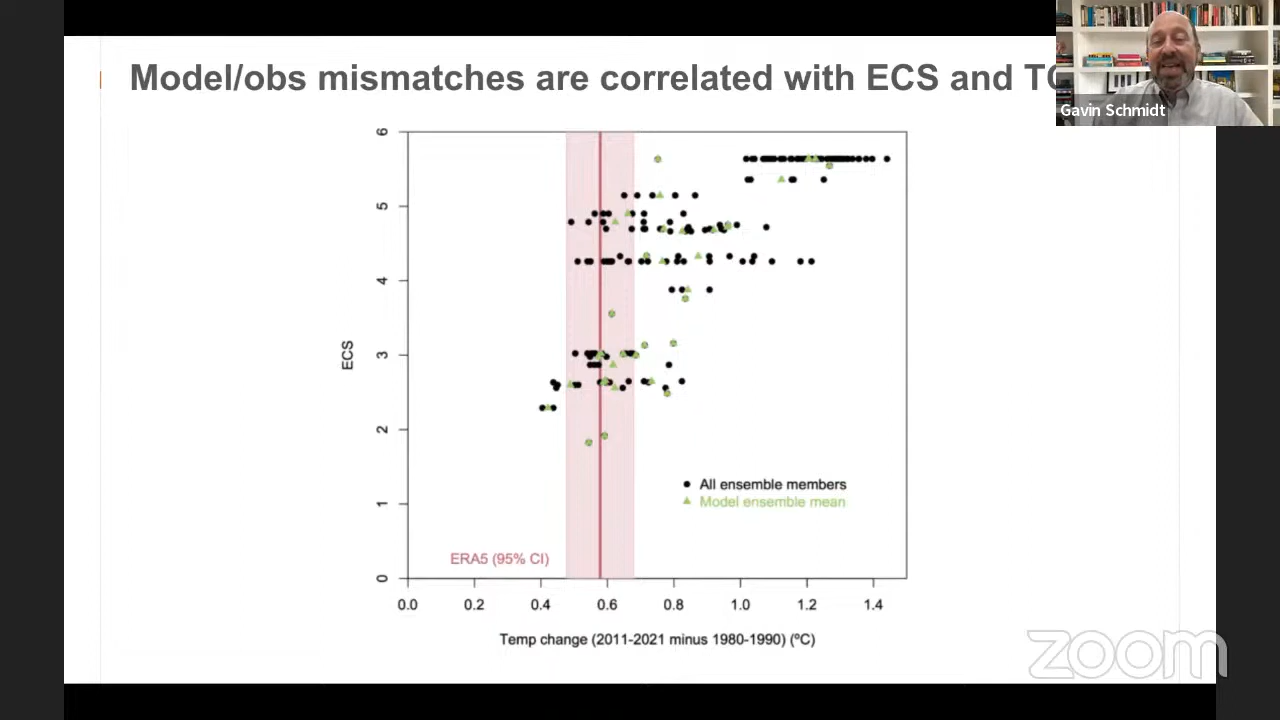 Model/obs mismatches are correlated with ECS and TC
Gavin Schmidt
6
5
4
3
2
1
0
ECS
All ensemble members
Model ensemble mean
ERA5 (95% CI)
0.0 0.2 0.4 0.6 0.8 1.0 1.2 1.4
Temp change (2011-2021 minus 1980-1990) (ºC)
zoom